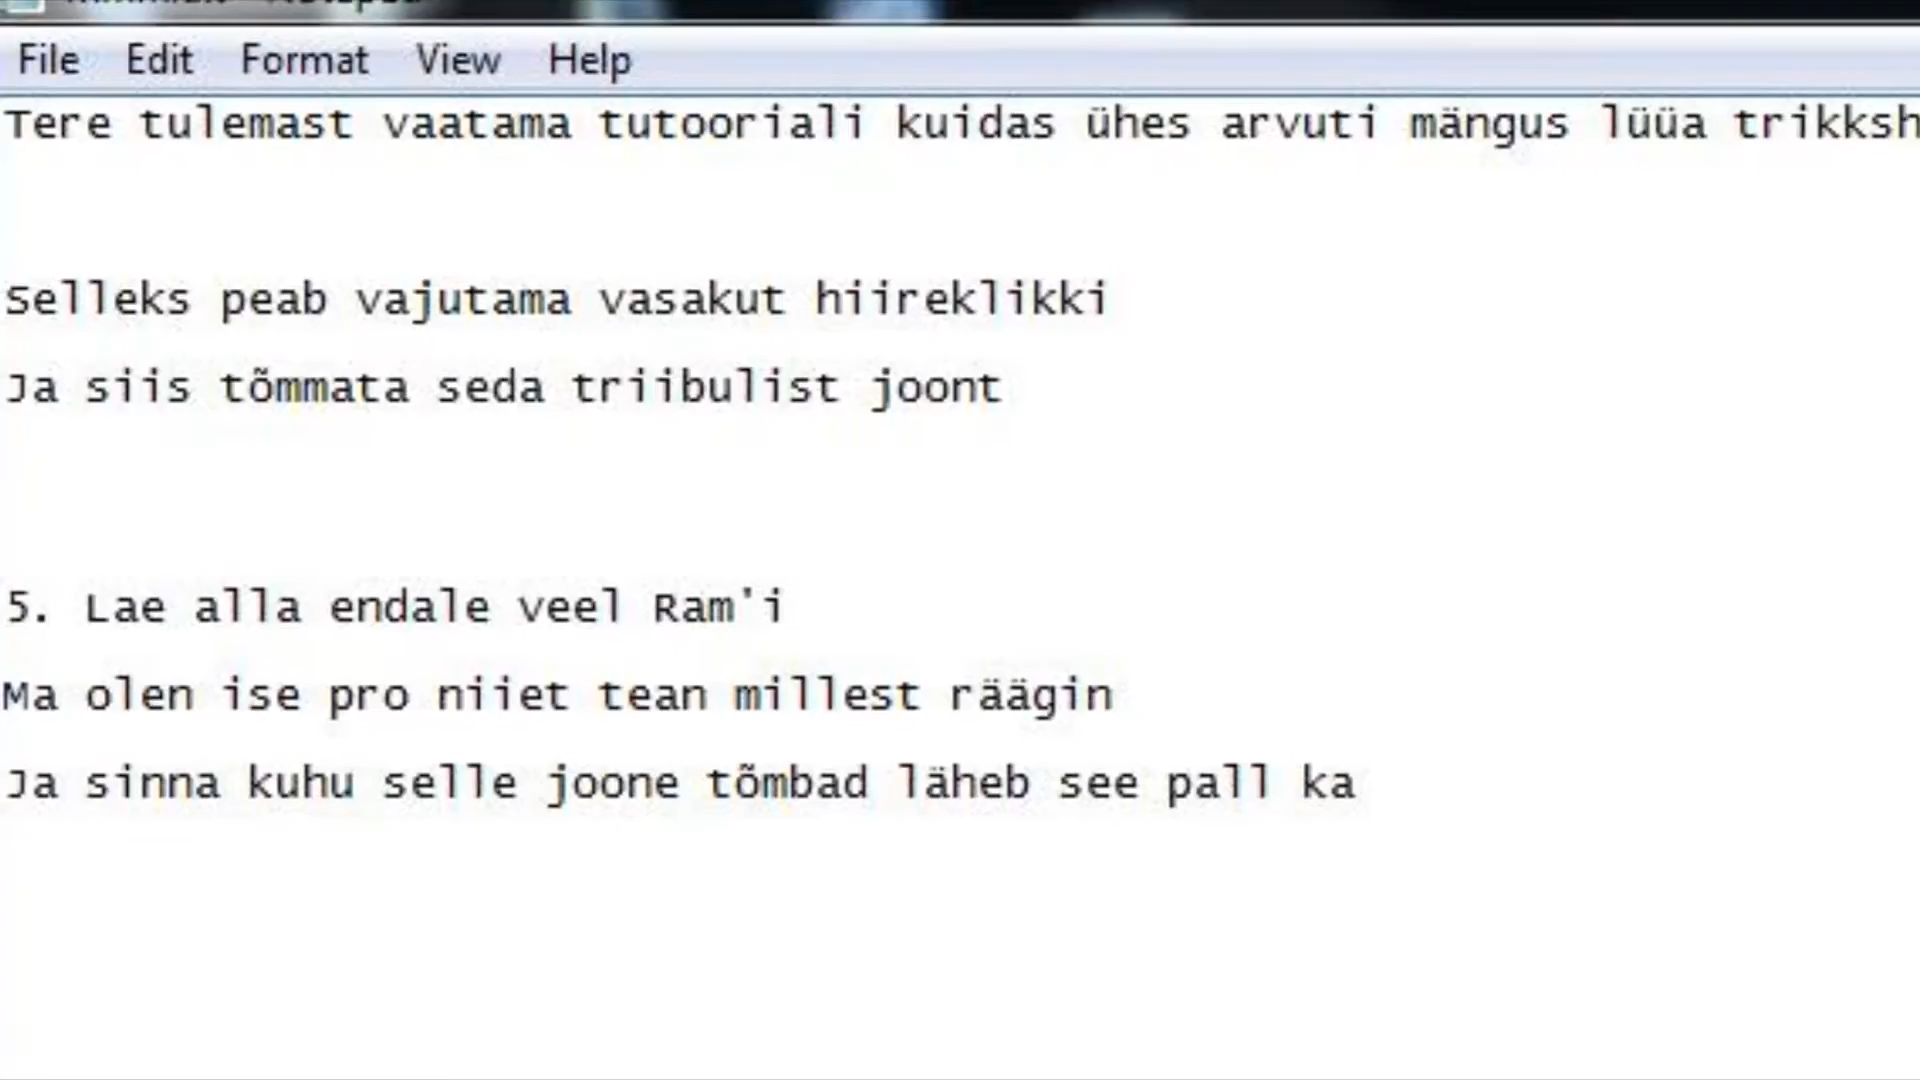 File Edit Format View Help
Tere tulemast vaatama tutooriali kuidas ühes arvuti mängus lüüa trikksh
Selleks peab vajutama vasakut hiireklikki
Ja siis tõmmata seda triibulist joont
5. Lae alla endale veel Ram'i
Ma olen ise pro niiet tean millest räägin
Ja sinna kuhu selle joone tõmbad läheb see pall ka